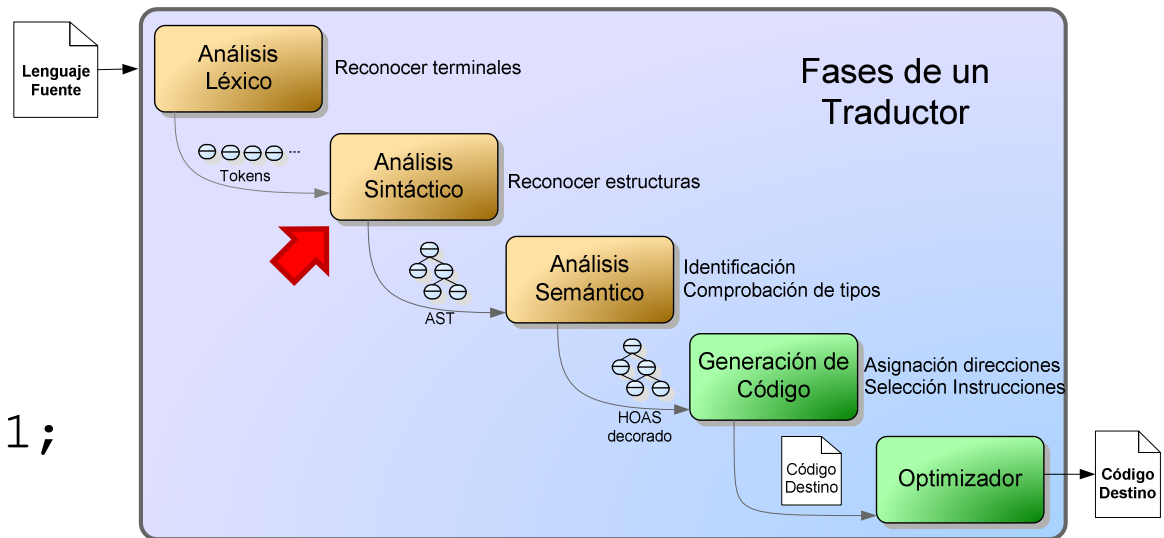 Lenguaje
Fuente
Análisis
Léxico
Reconocer terminales
Fases de un
Traductor
...
Tokens
Análisis
Sintáctico
Reconocer estructuras
AST
Análisis
Semántico
Identificación
Comprobación de tipos
HOAS
decorado
Generación de
Código
Asignación direcciones
Selección Instrucciones
1;
Código
Destino
Optimizador
Código
Destino